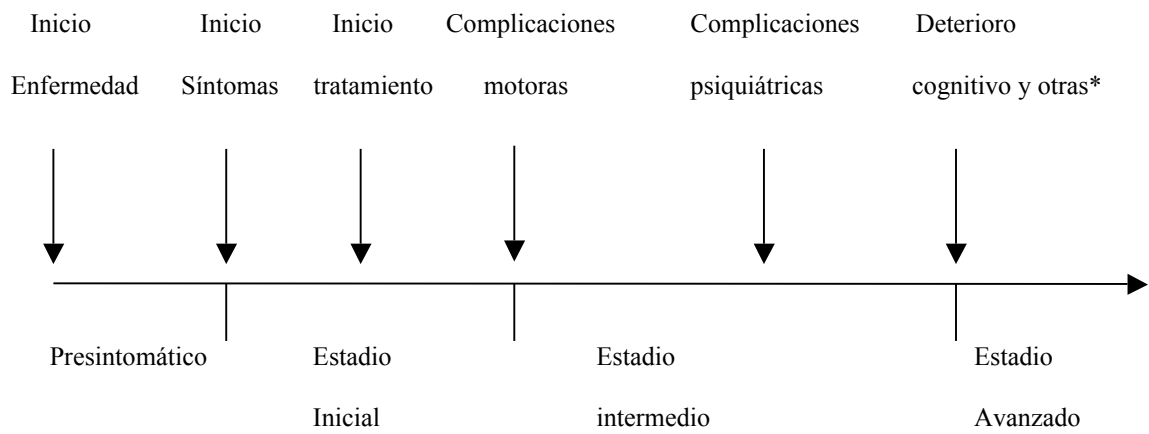 Inicio Inicio Inicio Complicaciones Complicaciones Deterioro
Enfermedad Síntomas tratamiento motoras psiquiátricas cognitivo y otras*
Presintomático Estadio Estadio Estadio
Inicial intermedio Avanzado